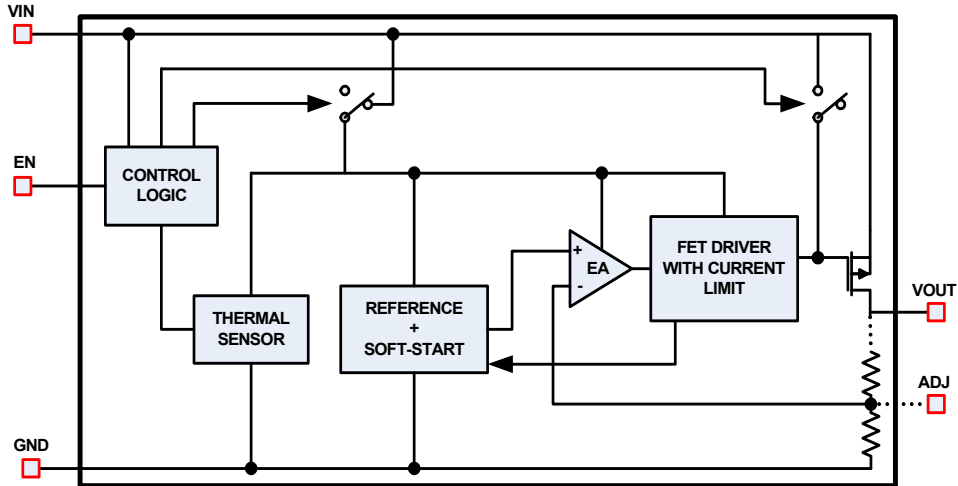 VIN
EN
CONTROL
LOGIC
THERMAL
SENSOR
REFERENCE
+
SOFT-START
+
EA
-
FET DRIVER
WITH CURRENT
LIMIT
VOUT
ADJ
GND